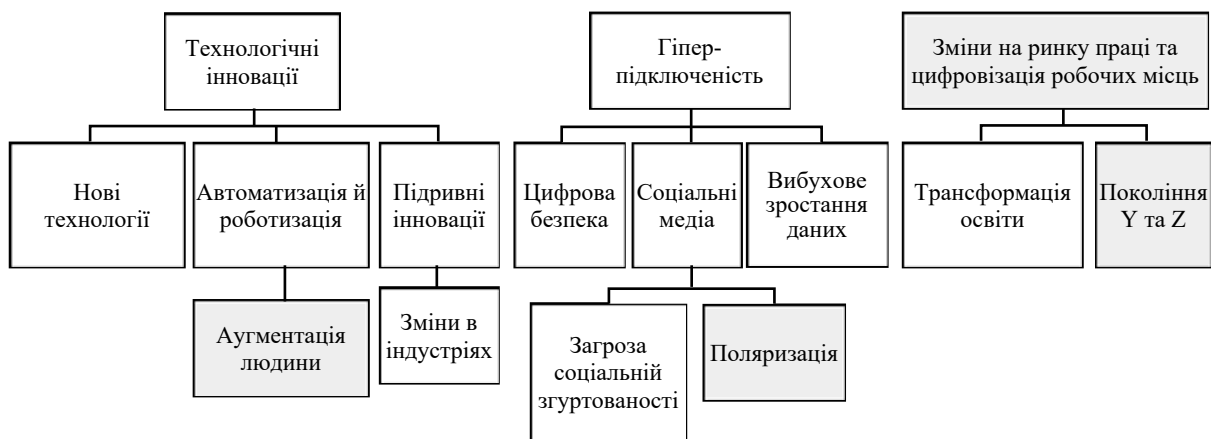 Технологічні
інновації
Гіпер-
підключеність
Зміни на ринку праці та
цифровізація робочих місць
Нові
технології
Автоматизація й
роботизація
Підривні
інновації
Цифрова
безпека
Соціальні
медіа
Вибухове
зростання
даних
Трансформація
освіти
Покоління
Y та Z
Аугментація
людини
Зміни в
індустріях
Загроза
соціальній
згуртованості
Поляризація